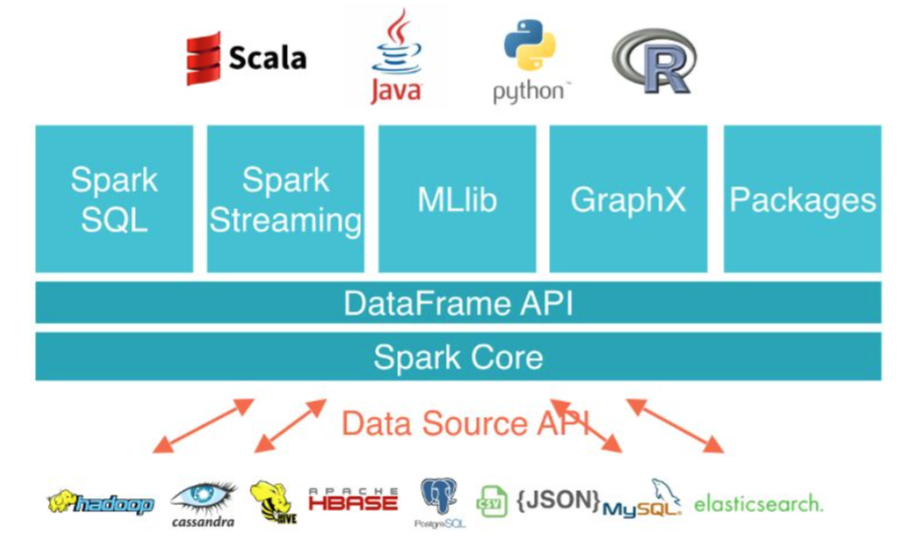 Scala
Java
python™
R
Spark
SQL
Spark
Streaming
MLlib
GraphX
Packages
DataFrame API
Spark Core
Data Source API
hadoop
cassandra
HIVE
APACHE
HBASE
PostgreSQL
CSV
{JSON}
MySQL
elasticsearch.